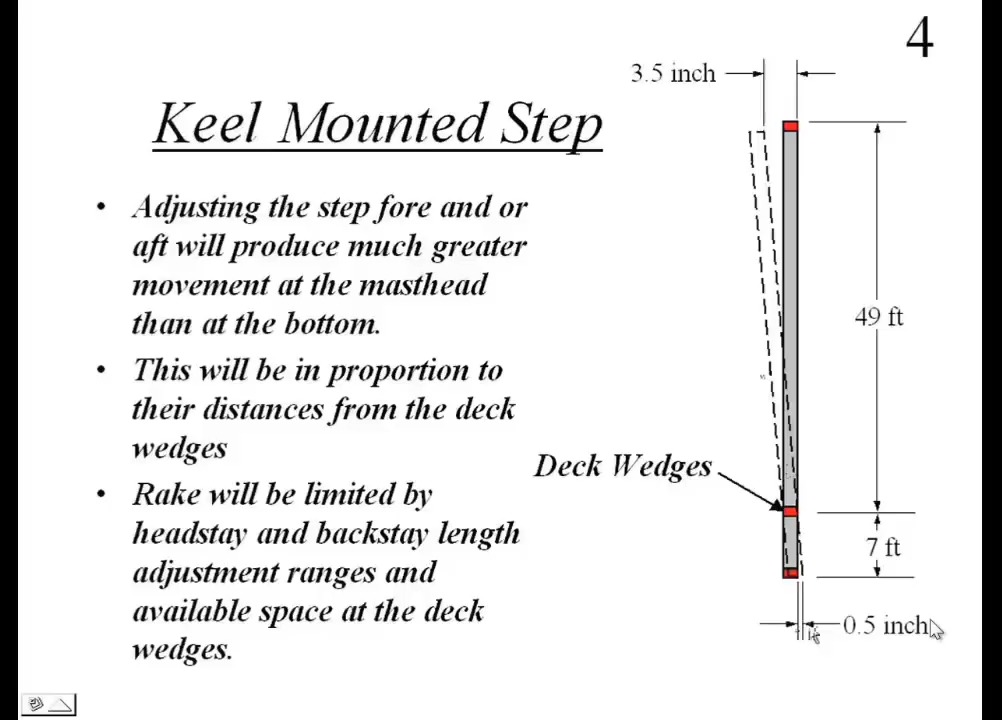 4
3.5 inch
Keel Mounted Step
• Adjusting the step fore and or
aft will produce much greater
movement at the masthead
than at the bottom.
• This will be in proportion to
their distances from the deck
wedges
• Rake will be limited by
headstay and backstay length
adjustment ranges and
available space at the deck
wedges.
49 ft
Deck Wedges
7 ft
0.5 inch